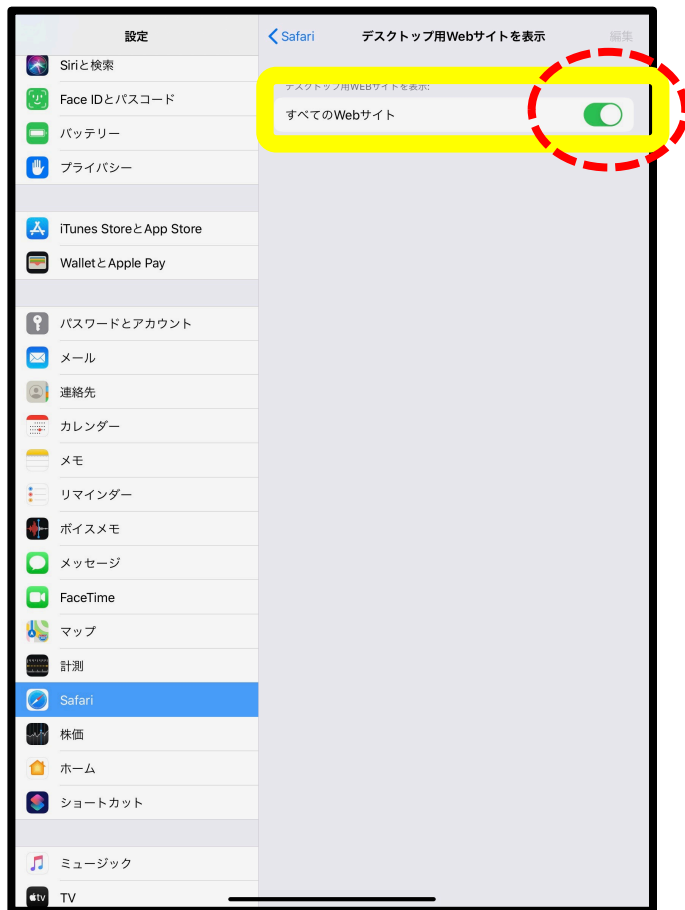 設定
Siriと検索
Face IDとパスコード
バッテリー
プライバシー
iTunes StoreとApp Store
WalletとApple Pay
パスワードとアカウント
メール
連絡先
カレンダー
メモ
リマインダー
ボイスメモ
メッセージ
FaceTime
マップ
計測
Safari
株価
ホーム
ショートカット
ミュージック
tv TV
Safari デスクトップ用Webサイトを表示 編集
デスクトップ用WEBサイトを表示:
すべてのWebサイト